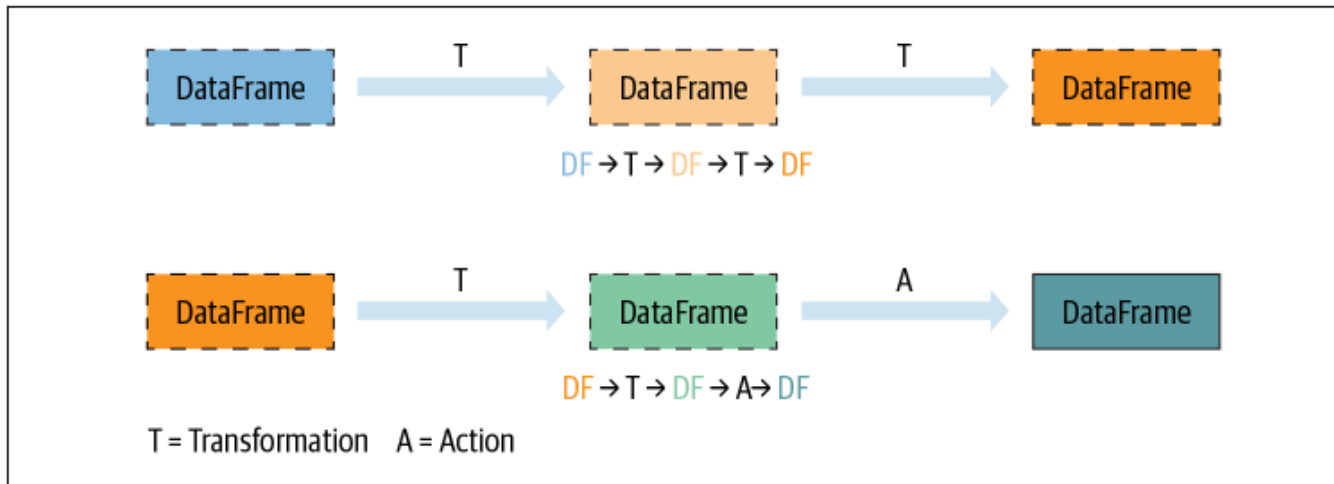 T T
DataFrame DataFrame DataFrame
DF → T → DF → T → DF
T A
DataFrame DataFrame DataFrame
DF → T → DF → A → DF
T = Transformation A = Action